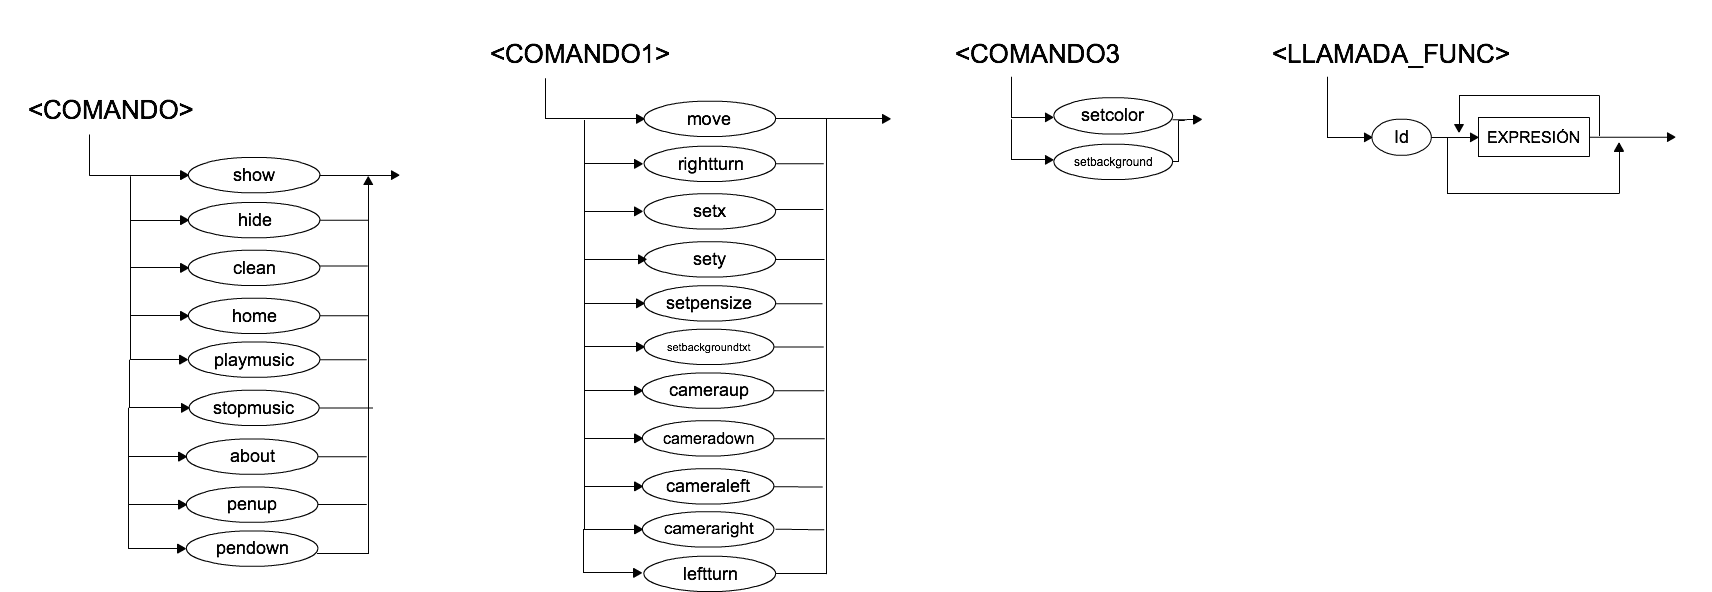 <COMANDO>
show
hide
clean
home
playmusic
stopmusic
about
penup
pendown
<COMANDO1>
move
rightturn
setx
sety
setpensize
setbackgroundtxt
cameraup
cameradown
cameraleft
cameraright
leftturn
<COMANDO3
setcolor
setbackground
<LLAMADA_FUNC>
Id
EXPRESIÓN